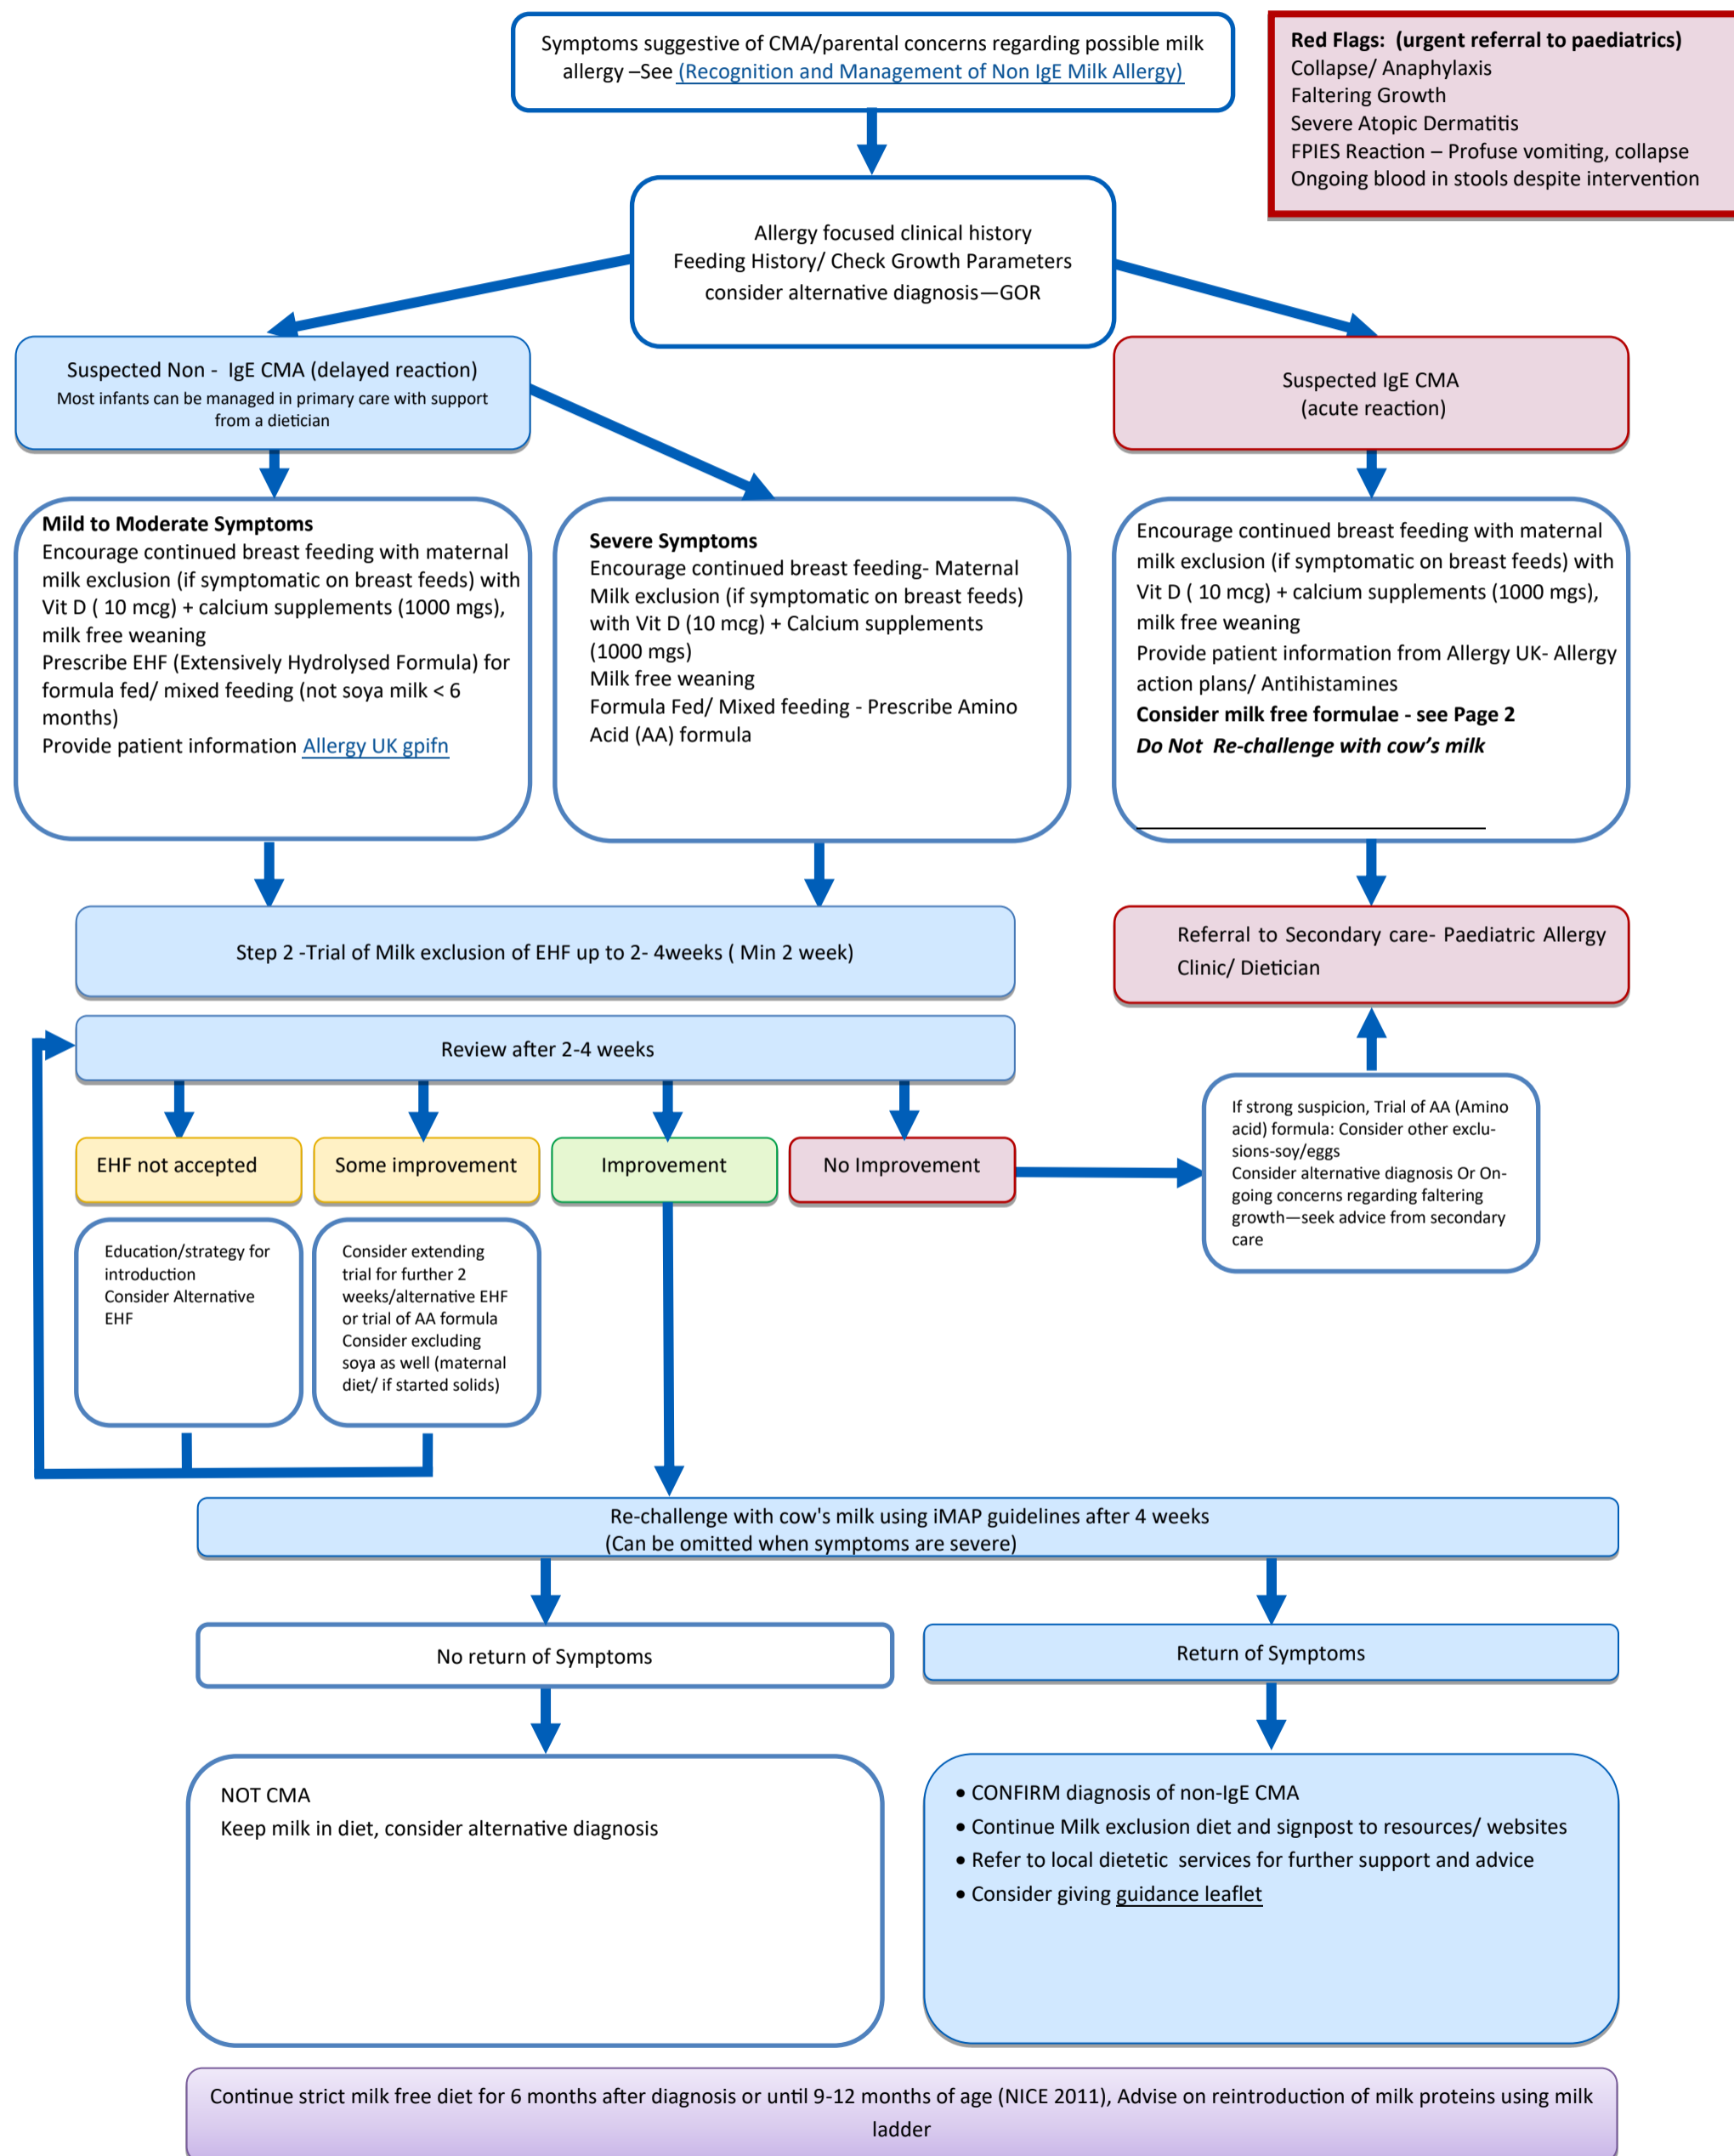 Symptoms suggestive of CMA/parental concerns regarding possible milk
allergy –See (Recognition and Management of Non IgE Milk Allergy)
Red Flags:  (urgent referral to paediatrics)
Collapse/ Anaphylaxis
Faltering Growth
Severe Atopic Dermatitis
FPIES Reaction – Profuse vomiting, collapse
Ongoing blood in stools despite intervention
Allergy focused clinical history
Feeding History/ Check Growth Parameters
consider alternative diagnosis—GOR
Suspected Non -  IgE CMA (delayed reaction)
Most infants can be managed in primary care with support
from a dietician
Suspected IgE CMA
(acute reaction)
Mild to Moderate Symptoms
Encourage continued breast feeding with maternal
milk exclusion (if symptomatic on breast feeds) with
Vit D ( 10 mcg) + calcium supplements (1000 mgs),
milk free weaning
Prescribe EHF (Extensively Hydrolysed Formula) for
formula fed/ mixed feeding (not soya milk < 6
months)
Provide patient information Allergy UK gpifn
Severe Symptoms
Encourage continued breast feeding- Maternal
Milk exclusion (if symptomatic on breast feeds)
with Vit D (10 mcg) + Calcium supplements
(1000 mgs)
Milk free weaning
Formula Fed/ Mixed feeding - Prescribe Amino
Acid (AA) formula
Encourage continued breast feeding with maternal
milk exclusion (if symptomatic on breast feeds) with
Vit D ( 10 mcg) + calcium supplements (1000 mgs),
milk free weaning
Provide patient information from Allergy UK- Allergy
action plans/ Antihistamines
Consider milk free formulae - see Page 2
Do Not  Re-challenge with cow's milk
Step 2 -Trial of Milk exclusion of EHF up to 2- 4weeks ( Min 2 week)
Referral to Secondary care- Paediatric Allergy
Clinic/ Dietician
Review after 2-4 weeks
EHF not accepted
Some improvement
Improvement
No Improvement
If strong suspicion, Trial of AA (Amino
acid) formula: Consider other exclu-
sions-soy/eggs
Consider alternative diagnosis Or On-
going concerns regarding faltering
growth—seek advice from secondary
care
Education/strategy for
introduction
Consider Alternative
EHF
Consider extending
trial for further 2
weeks/alternative EHF
or trial of AA formula
Consider excluding
soya as well (maternal
diet/ if started solids)
Re-challenge with cow's milk using iMAP guidelines after 4 weeks
(Can be omitted when symptoms are severe)
No return of Symptoms
Return of Symptoms
NOT CMA
Keep milk in diet, consider alternative diagnosis
• CONFIRM diagnosis of non-IgE CMA
• Continue Milk exclusion diet and signpost to resources/ websites
• Refer to local dietetic  services for further support and advice
• Consider giving guidance leaflet
Continue strict milk free diet for 6 months after diagnosis or until 9-12 months of age (NICE 2011), Advise on reintroduction of milk proteins using milk
ladder